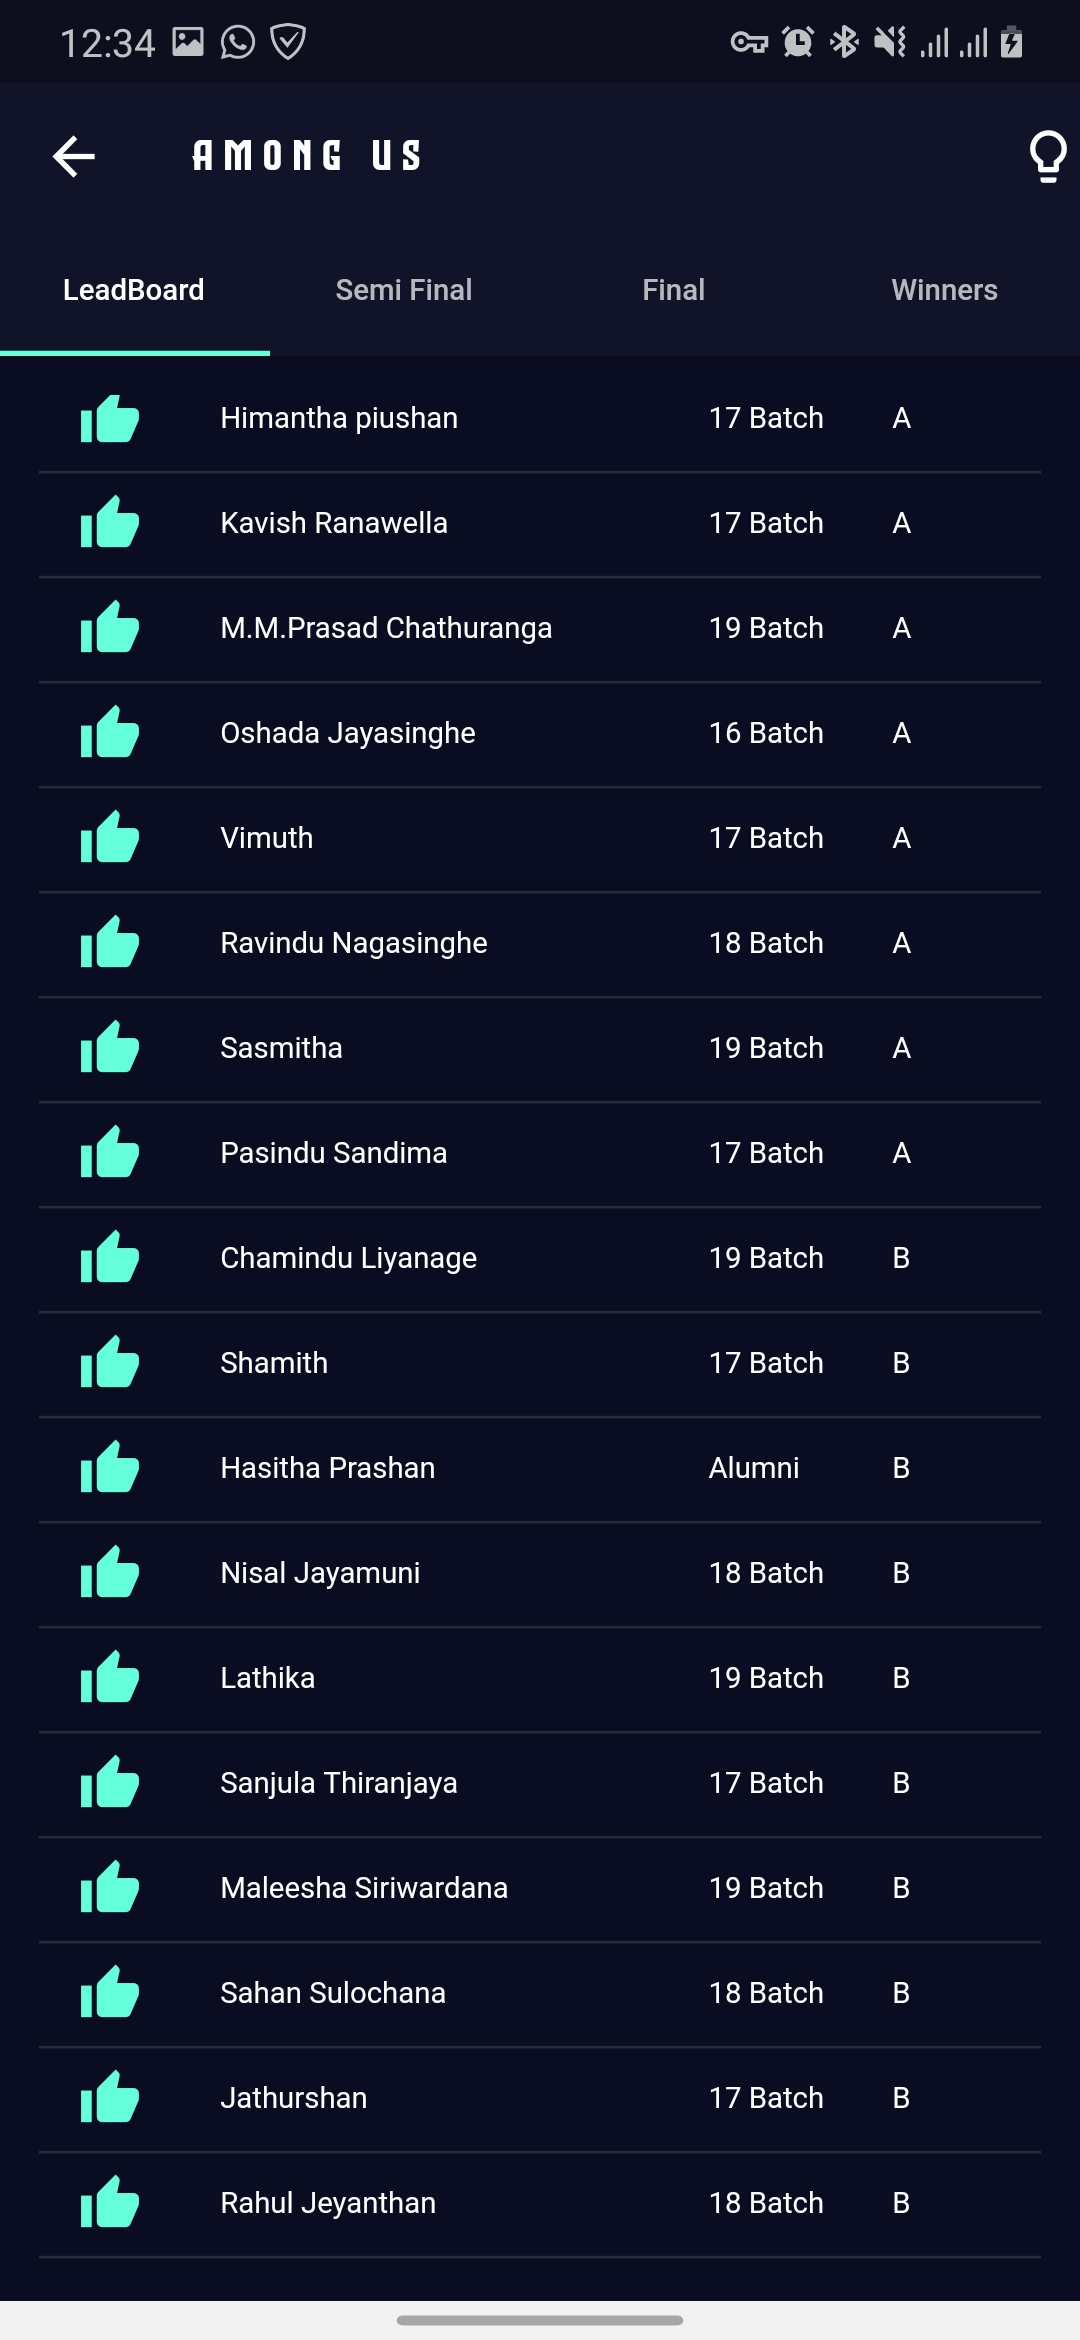 12:34
AMONG US
LeadBoard Semi Final Final Winners
Himantha piushan 17 Batch A
Kavish Ranawella 17 Batch A
M.M.Prasad Chathuranga 19 Batch A
Oshada Jayasinghe 16 Batch A
Vimuth 17 Batch A
Ravindu Nagasinghe 18 Batch A
Sasmitha 19 Batch A
Pasindu Sandima 17 Batch A
Chamindu Liyanage 19 Batch B
Shamith 17 Batch B
Hasitha Prashan Alumni B
Nisal Jayamuni 18 Batch B
Lathika 19 Batch B
Sanjula Thiranjaya 17 Batch B
Maleesha Siriwardana 19 Batch B
Sahan Sulochana 18 Batch B
Jathurshan 17 Batch B
Rahul Jeyanthan 18 Batch B